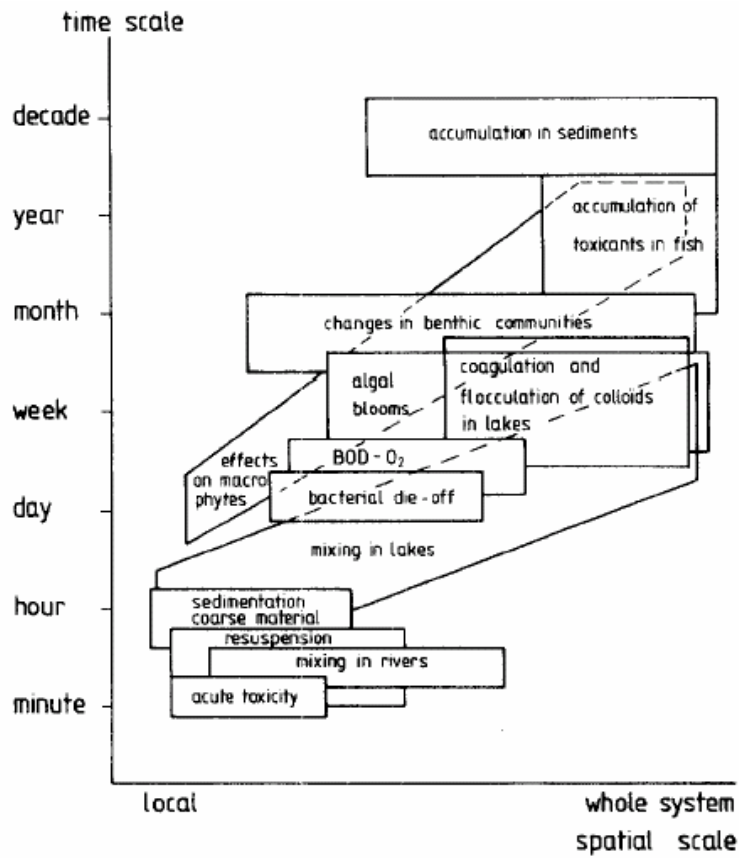 time scale
decade
accumulation in sediments
year
accumulation of
toxicants in fish
month
changes in benthic communities
algal
blooms
coagulation and
flocculation of colloids
in lakes
week
effects
on macro
phytes
BOD-O₂
bacterial die-off
day
mixing in lakes
hour
sedimentation
coarse material
resuspension
mixing in rivers
minute
acute toxicity
local
whole system
spatial scale